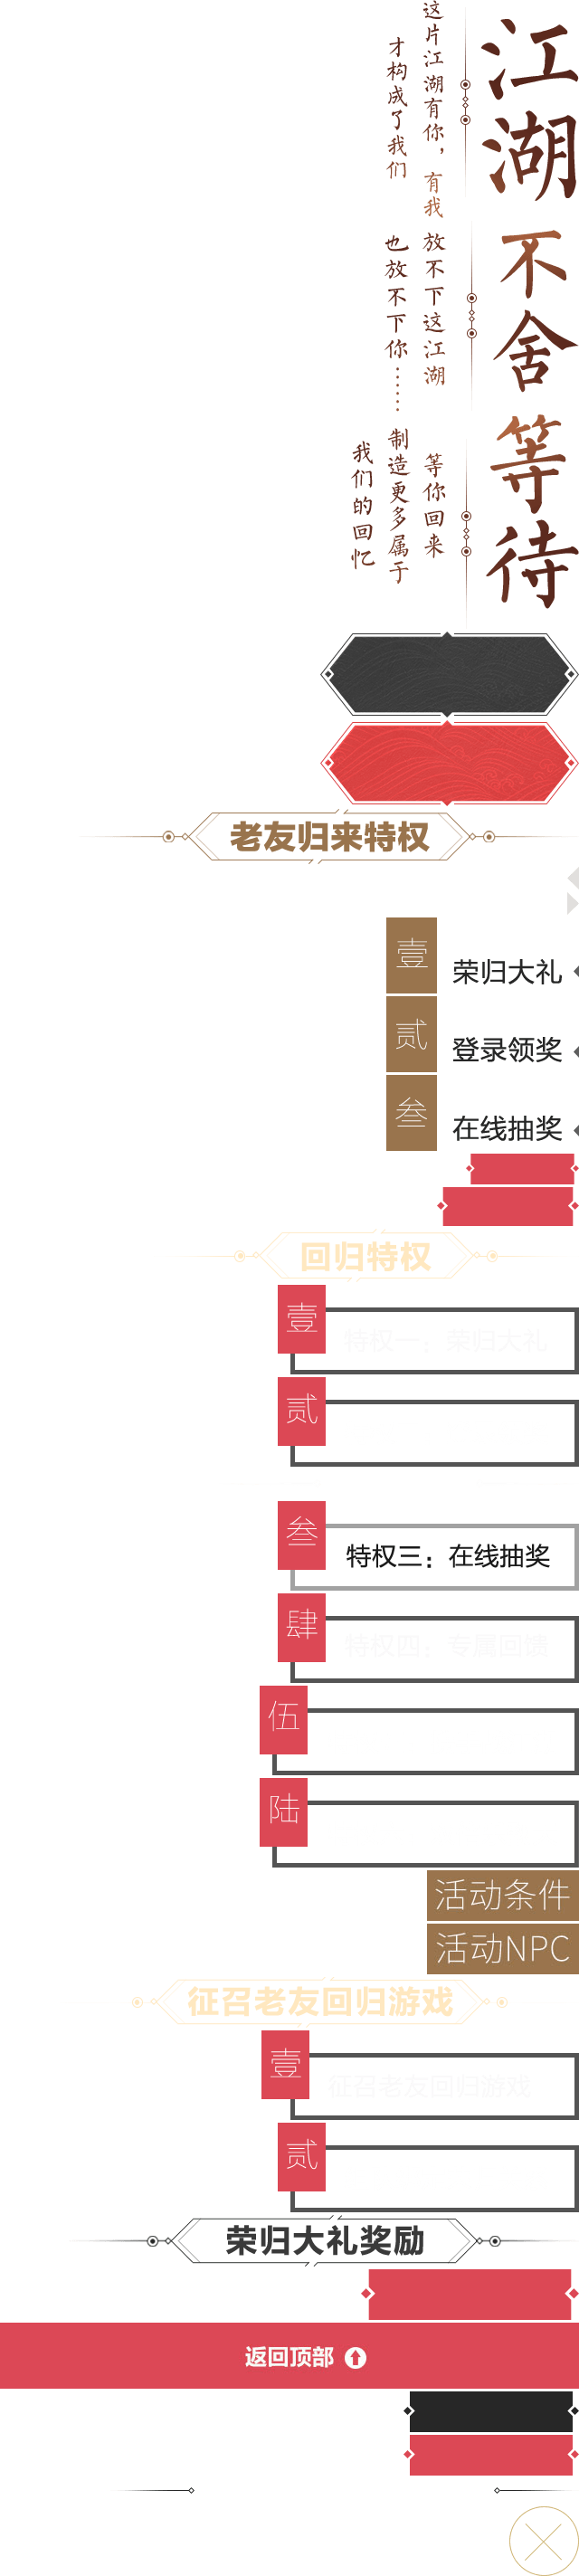 江湖
这片江湖有你，有我
才构成了我们
不舍
放不下这江湖
也放不下你……
等待
等你回来
制造更多属于
我们的回忆
老友归来特权
壹
荣归大礼
贰
登录领奖
叁
在线抽奖
回归特权
壹
特权一：荣归大礼
贰
叁
特权三：在线抽奖
肆
特权四：专属回馈
伍
陆
活动条件
活动NPC
征召老友回归游戏
壹
征召老友回归游戏
贰
荣归大礼奖励
返回顶部